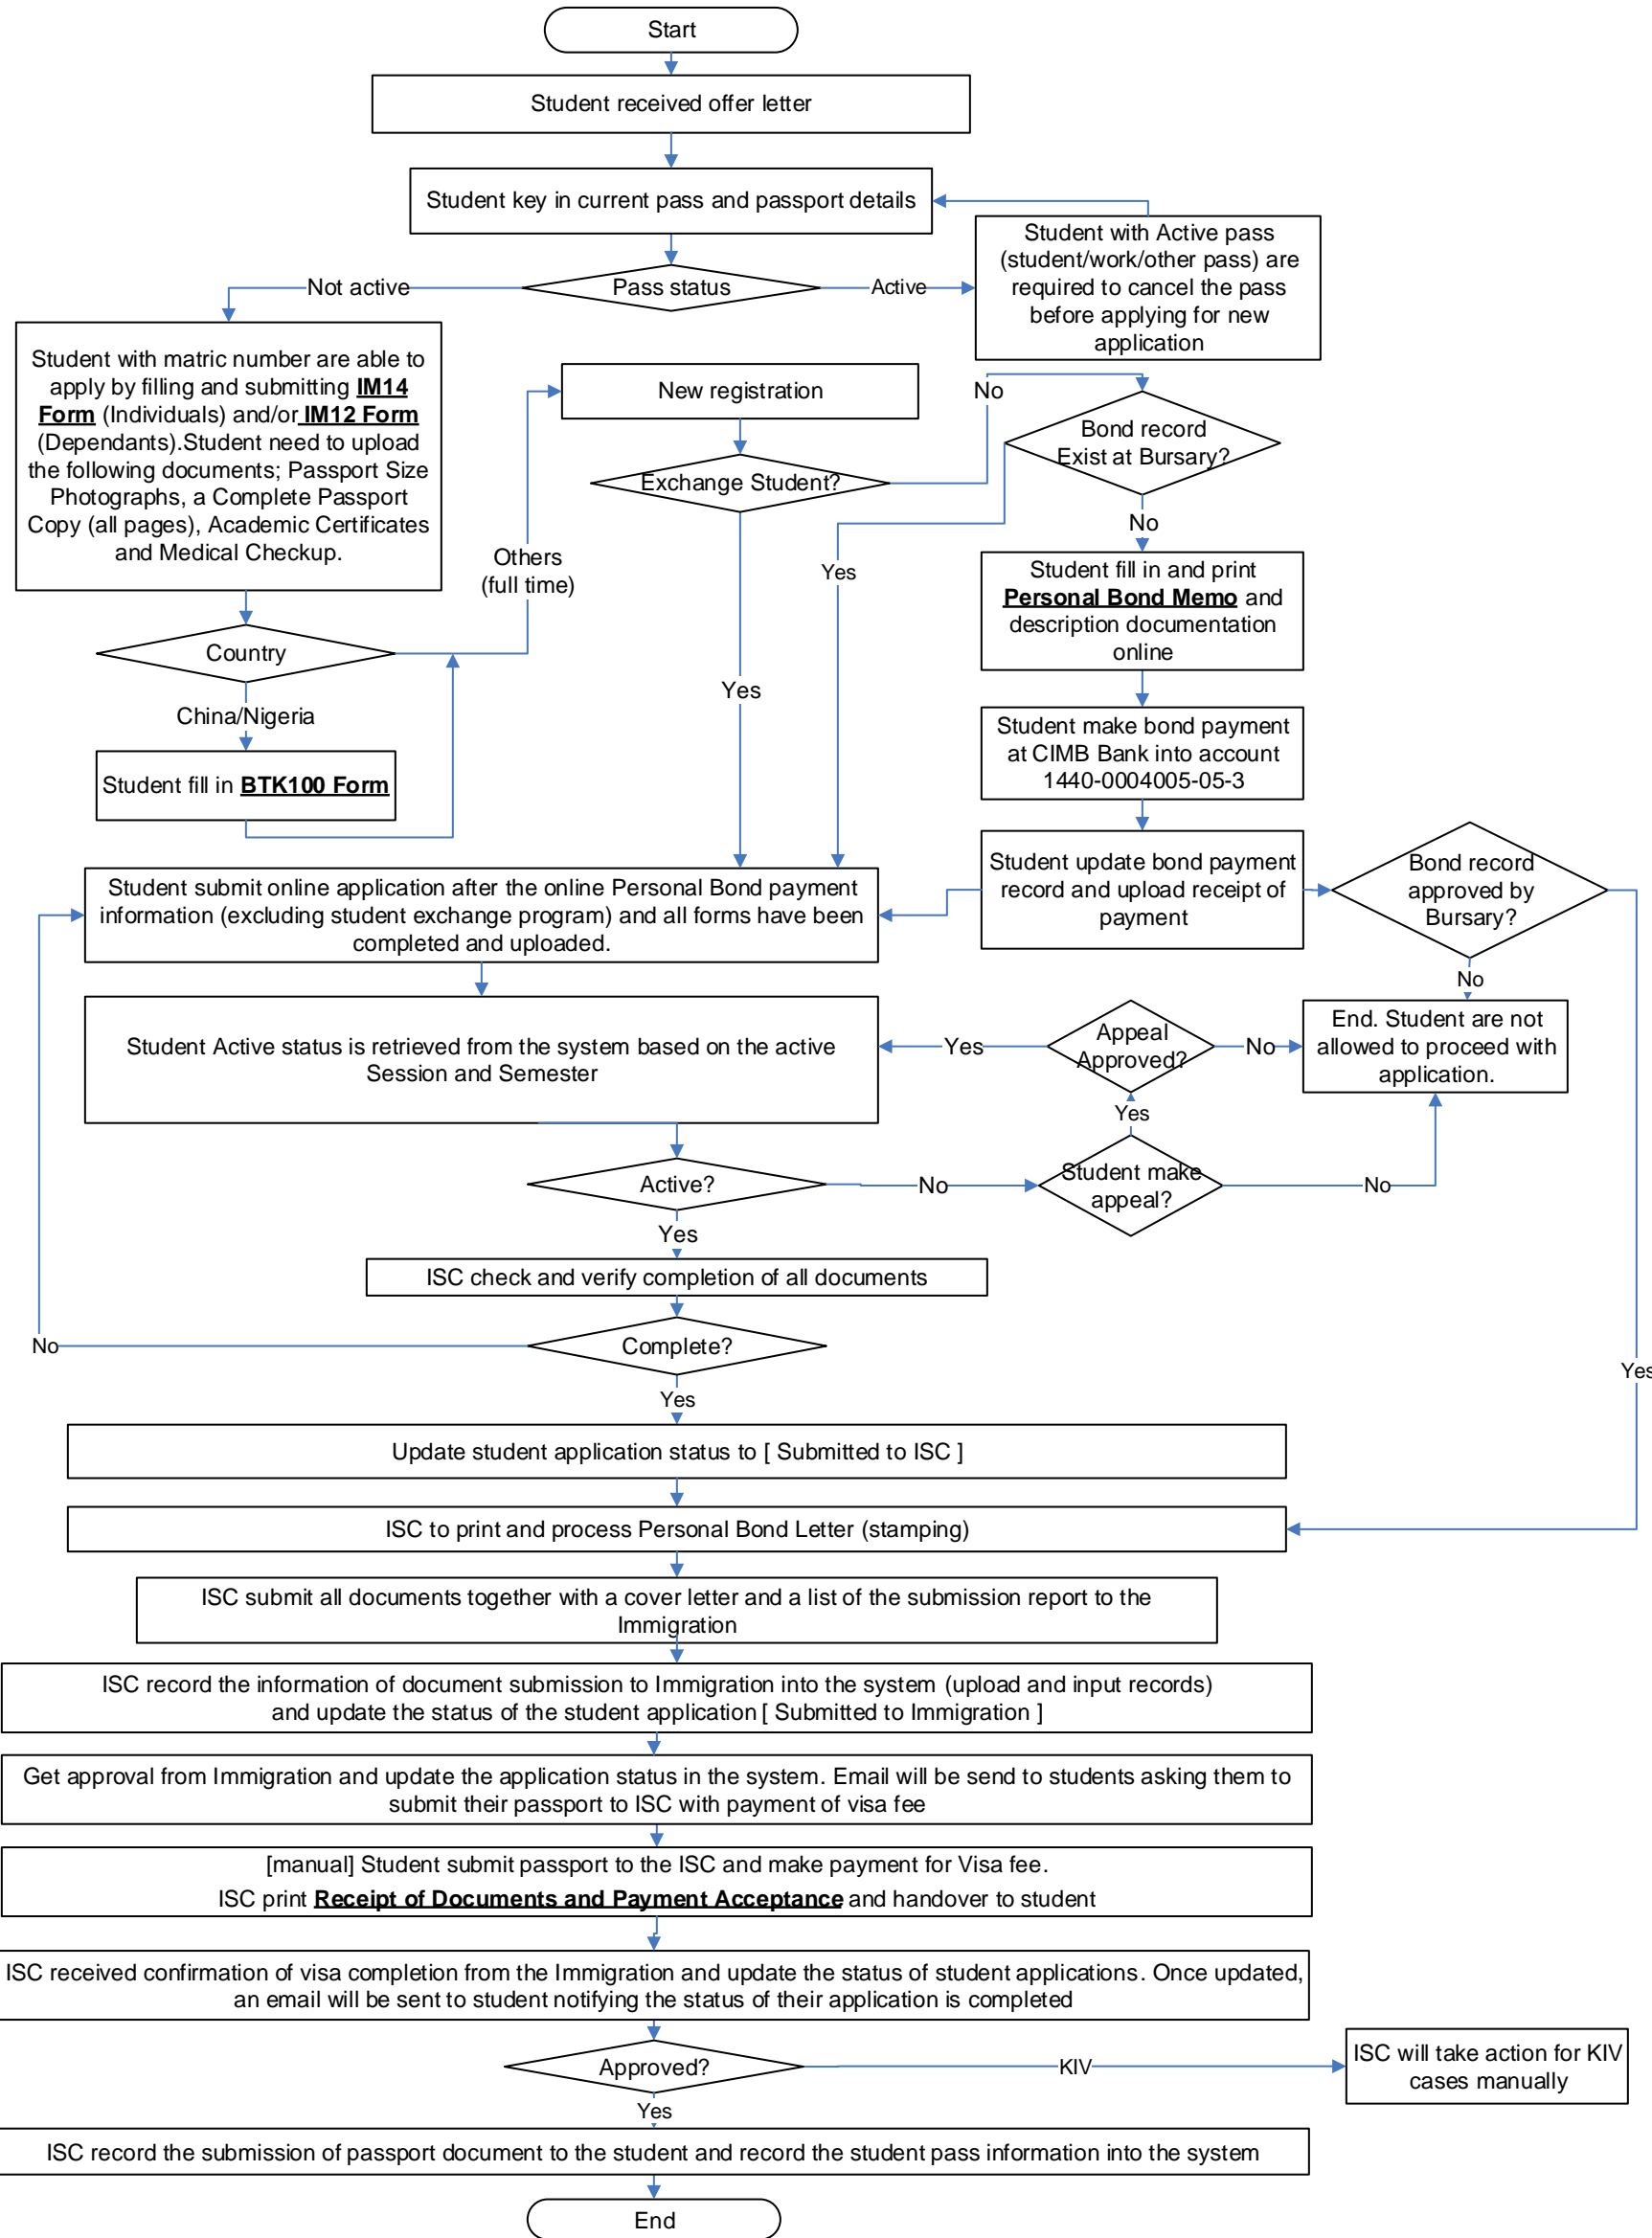 Start
Student received offer letter
Student key in current pass and passport details
Student with Active pass
(student/work/other pass) are
required to cancel the pass
before applying for new
application
Not active
Pass status
Active
Student with matric number are able to
apply by filling and submitting IM14
Form (Individuals) and/or IM12 Form
(Dependants).Student need to upload
the following documents; Passport Size
Photographs, a Complete Passport
Copy (all pages), Academic Certificates
and Medical Checkup.
New registration
No
Bond record
Exist at Bursary?
Exchange Student?
No
Others
(full time)
Yes
Student fill in and print
Personal Bond Memo and
description documentation
online
Country
Yes
China/Nigeria
Student make bond payment
at CIMB Bank into account
1440-0004005-05-3
Student fill in BTK100 Form
Student submit online application after the online Personal Bond payment
information (excluding student exchange program) and all forms have been
completed and uploaded.
Student update bond payment
record and upload receipt of
payment
Bond record
approved by
Bursary?
No
Student Active status is retrieved from the system based on the active
Session and Semester
Yes
Appeal
Approved?
No
End. Student are not
allowed to proceed with
application.
Yes
Active?
No
Student make
appeal?
No
Yes
ISC check and verify completion of all documents
No
Complete?
Yes
Yes
Update student application status to [ Submitted to ISC ]
ISC to print and process Personal Bond Letter (stamping)
ISC submit all documents together with a cover letter and a list of the submission report to the
Immigration
ISC record the information of document submission to Immigration into the system (upload and input records)
and update the status of the student application [ Submitted to Immigration ]
Get approval from Immigration and update the application status in the system. Email will be send to students asking them to
submit their passport to ISC with payment of visa fee
[manual] Student submit passport to the ISC and make payment for Visa fee.
ISC print Receipt of Documents and Payment Acceptance and handover to student
ISC received confirmation of visa completion from the Immigration and update the status of student applications. Once updated,
an email will be sent to student notifying the status of their application is completed
Approved?
KIV
ISC will take action for KIV
cases manually
Yes
ISC record the submission of passport document to the student and record the student pass information into the system
End